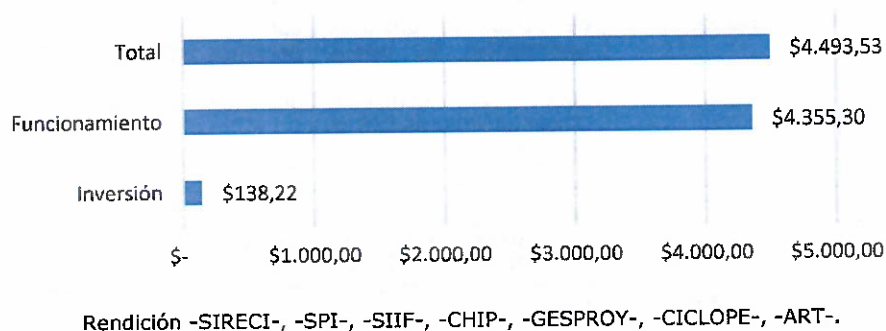 Total $4.493,53
Funcionamiento $4.355,30
Inversión $138,22
$- $1.000,00 $2.000,00 $3.000,00 $4.000,00 $5.000,00
Rendición -SIRECI-, -SPI-, -SIIF-, -CHIP-, -GESPROY-, -CICLOPE-, -ART-.